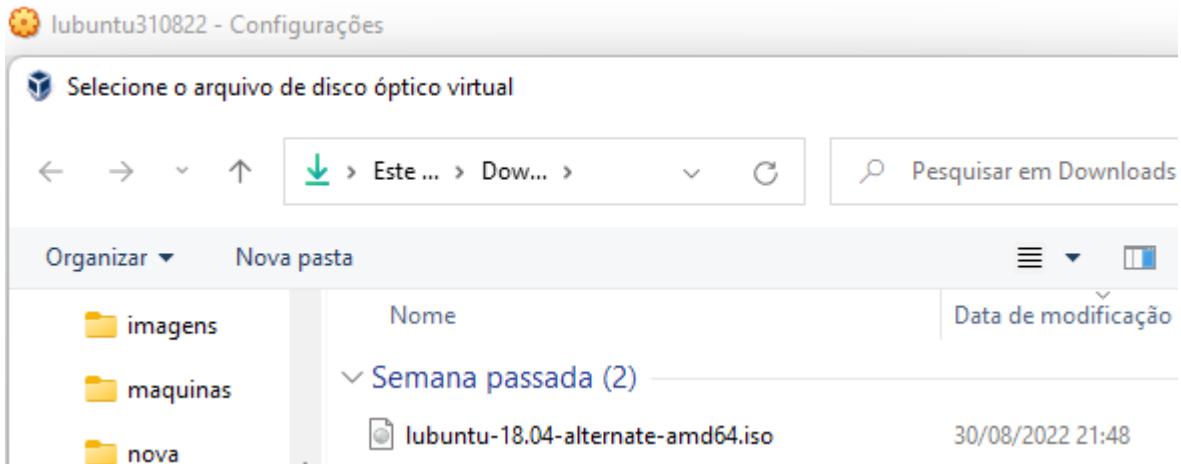 lubuntu310822 - Configurações
Selecione o arquivo de disco óptico virtual
Este ... > Dow... >
Pesquisar em Downloads
Organizar
Nova pasta
imagens
maquinas
nova
Nome
Data de modificação
Semana passada (2)
lubuntu-18.04-alternate-amd64.iso
30/08/2022 21:48